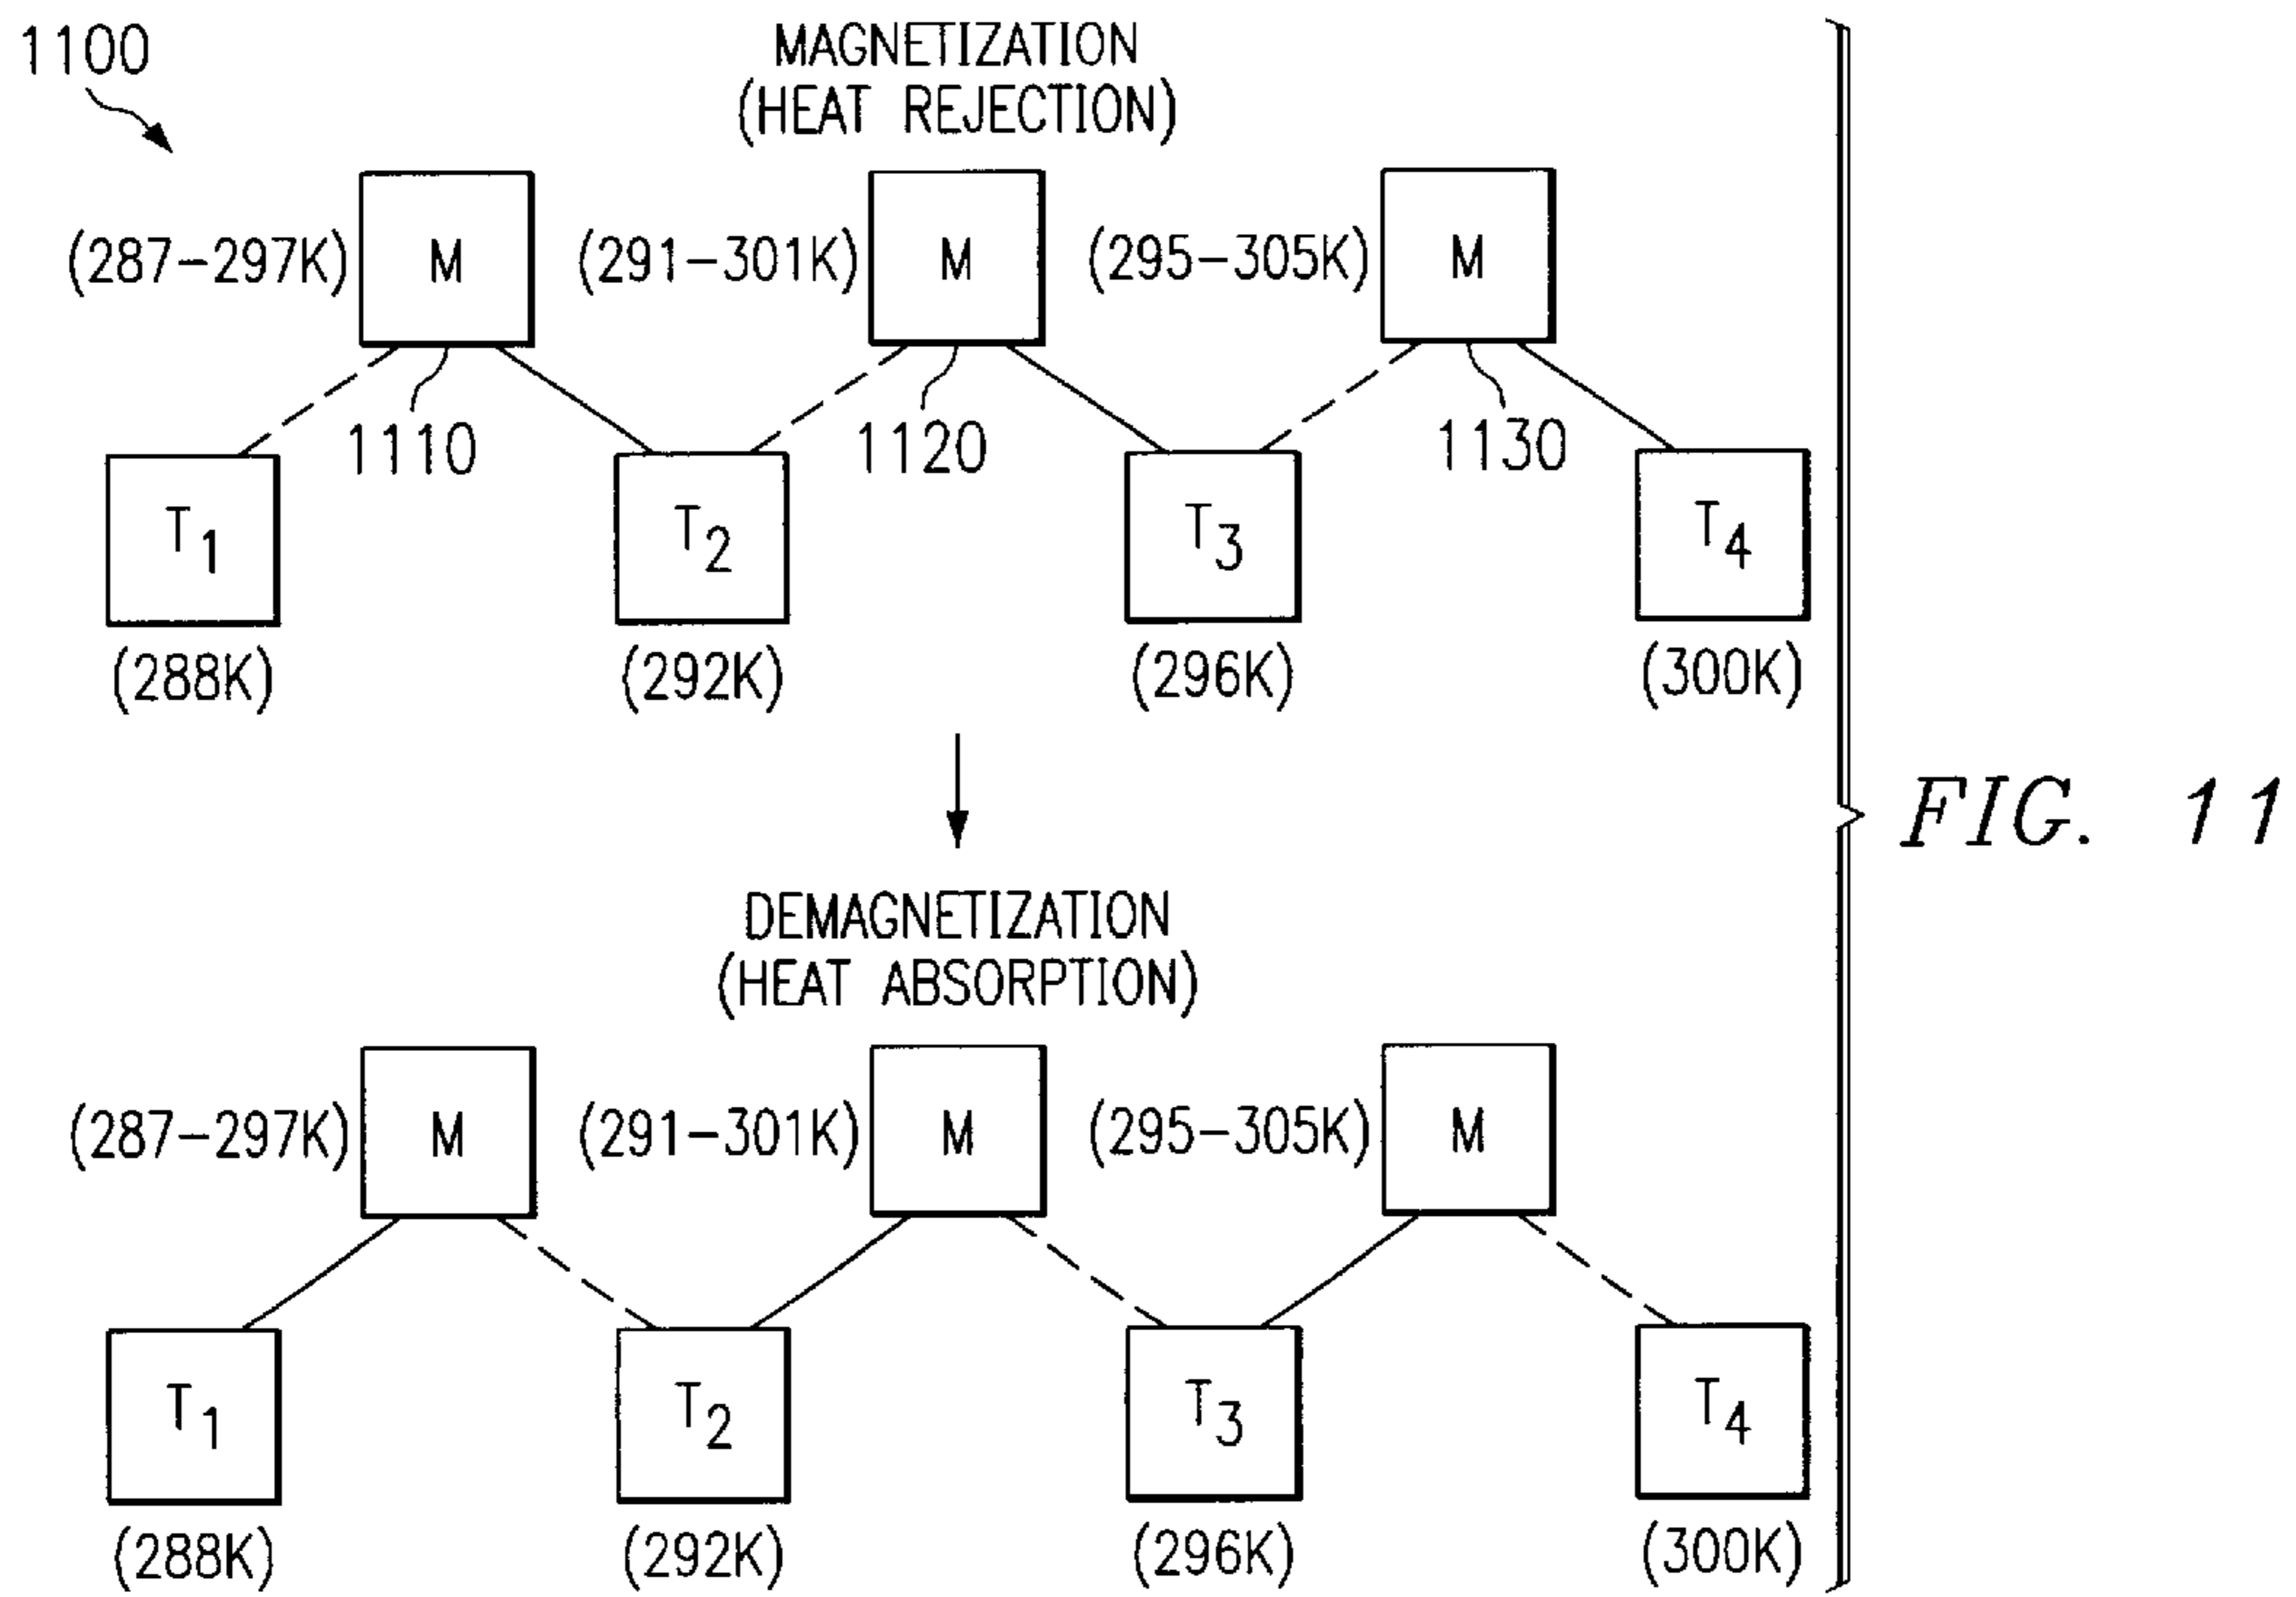 1100
MAGNETIZATION
(HEAT REJECTION)
(287-297K) M (291-301K) M (295-305K) M
1110 1120 1130
T1 T2 T3 T4
(288K) (292K) (296K) (300K)
FIG. 11
DEMAGNETIZATION
(HEAT ABSORPTION)
(287-297K) M (291-301K) M (295-305K) M
T1 T2 T3 T4
(288K) (292K) (296K) (300K)